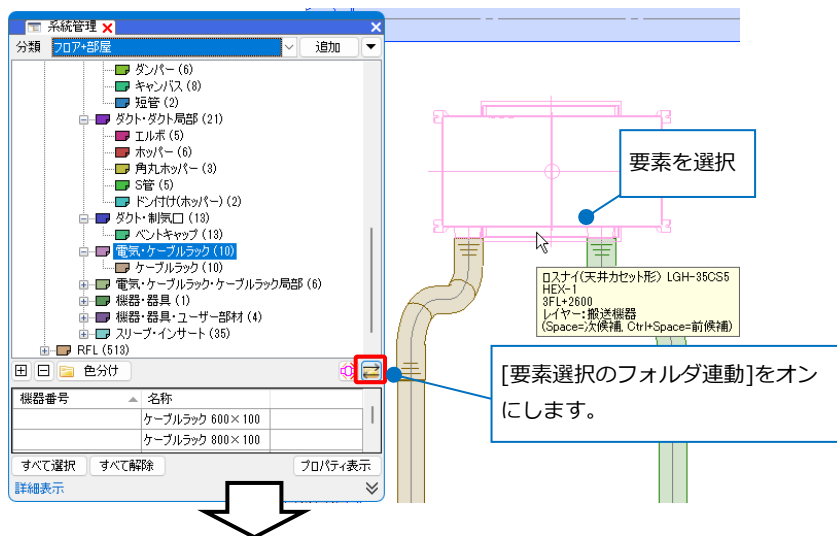 系統管理
分類 フロア+部屋 追加
ダンパー (6)
キャンバス (8)
短管 (2)
ダクト・ダクト局部 (21)
エルボ (5)
ホッパー (6)
角丸ホッパー (3)
S管 (5)
ドン付け(ホッパー) (2)
ダクト・制気口 (13)
ベントキャップ (13)
電気・ケーブルラック (10)
ケーブルラック (10)
電気・ケーブルラック・ケーブルラック局部 (6)
機器・器具 (1)
機器・器具・ユーザー部材 (4)
スリーブ・インサート (35)
RFL (513)
色分け
機器番号 名称
ケーブルラック 600×100
ケーブルラック 800×100
すべて選択 すべて解除 プロパティ表示
詳細表示
要素を選択
ロスナイ(天井カセット形) LGH-35CS5
HEX-1
3FL+2600
レイヤー:搬送機器
(Space=次候補, Ctrl+Space=前候補)
[要素選択のフォルダ連動]をオン
にします。